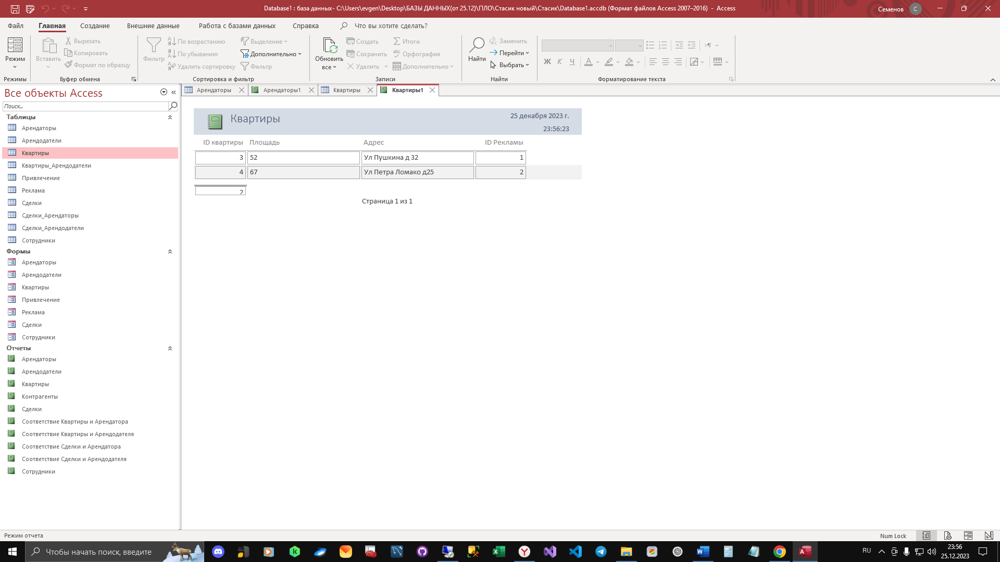 Database1 : база данных- C:\Users\evgen\Desktop\БАЗЫ ДАННЫХ(от 25.12)\ПЛО\Стасик новый\Стасик\Database1.accdb (Формат файлов Access 2007–2016) - Access
Семенов С
Файл Главная Создание Внешние данные Работа с базами данных Справка Что вы хотите сделать?
Режим
Режимы
Вставить
Вырезать
Копировать
Формат по образцу
Буфер обмена
Фильтр
По возрастанию
По убыванию
Удалить сортировку
Выделение
Дополнительно
Фильтр
Сортировка и фильтр
Обновить все
Создать
Сохранить
Удалить
Итоги
Орфография
Дополнительно
Записи
Найти
Заменить
Перейти
Выбрать
Найти
Ж К Ч
Форматирование текста
Все объекты Access
Поиск...
Таблицы
Арендаторы
Арендодатели
Квартиры
Квартиры_Арендодатели
Привлечение
Реклама
Сделки
Сделки_Арендаторы
Сделки_Арендодатели
Сотрудники
Формы
Арендаторы
Арендодатели
Квартиры
Привлечение
Реклама
Сделки
Сотрудники
Отчеты
Арендаторы
Арендодатели
Квартиры
Контрагенты
Сделки
Соответствие Квартиры и Арендатора
Соответствие Квартиры и Арендодателя
Соответствие Сделки и Арендатора
Соответствие Сделки и Арендодателя
Сотрудники
Арендаторы Арендаторы1 Квартиры Квартиры1
Квартиры
25 декабря 2023 г.
23:56:23
ID квартиры Площадь Адрес ID Рекламы
3 52 Ул Пушкина д 32 1
4 67 Ул Петра Ломако д25 2
2
Страница 1 из 1
Режим отчета
Num Lock
Чтобы начать поиск, введите
RU
23:56
25.12.2023